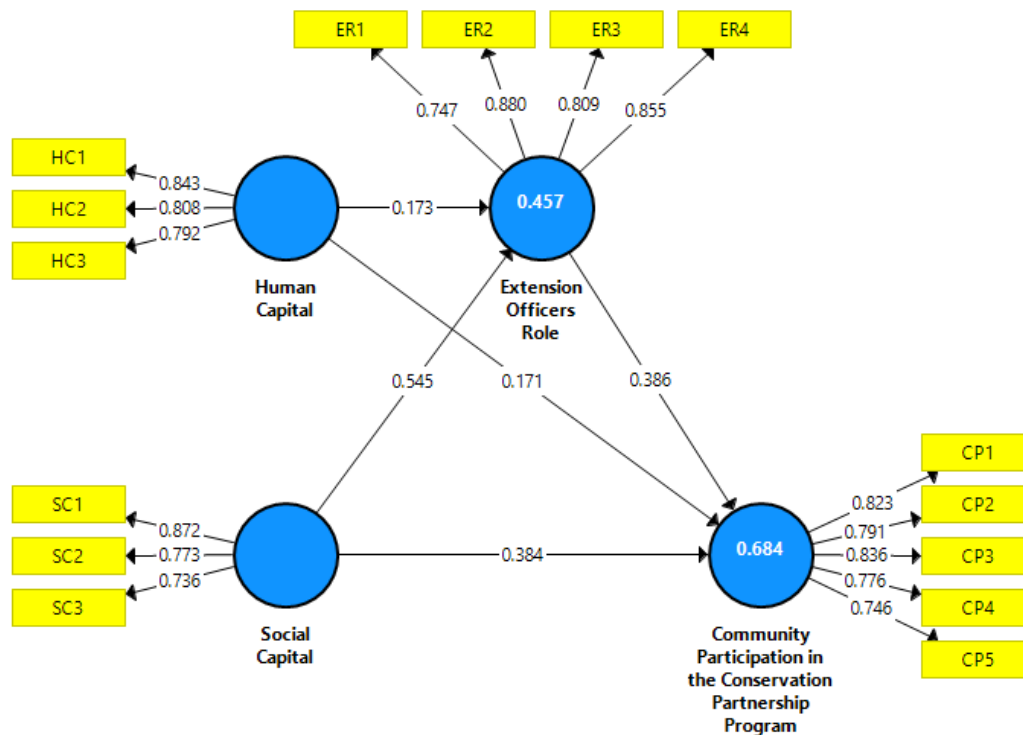 ER1
ER2
ER3
ER4
0.747
0.880
0.809
0.855
HC1
HC2
HC3
0.843
0.808
0.792
0.173
0.457
Human
Capital
Extension
Officers
Role
0.545
0.171
0.386
SC1
SC2
SC3
0.872
0.773
0.736
0.384
0.684
Social
Capital
Community
Participation in
the Conservation
Partnership
Program
0.823
0.791
0.836
0.776
0.746
CP1
CP2
CP3
CP4
CP5